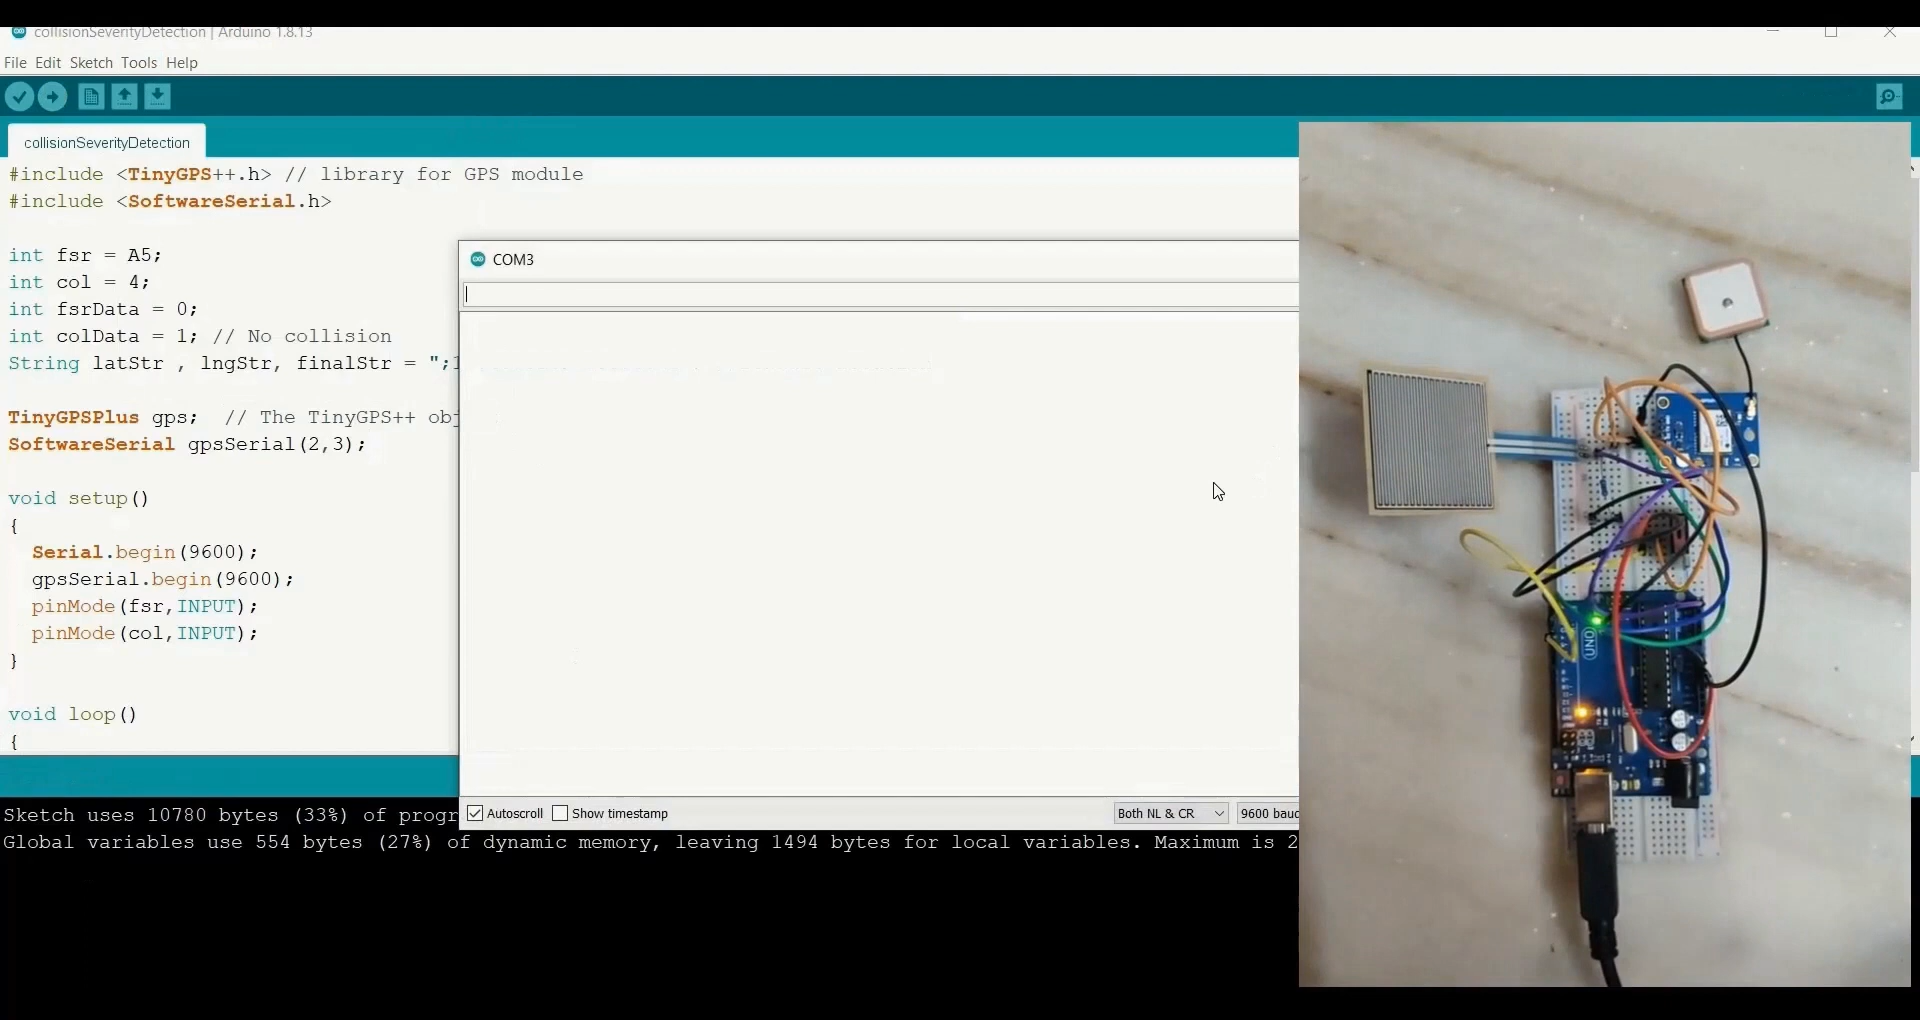 collisionSeverityDetection | Arduino 1.8.13
File Edit Sketch Tools Help
collisionSeverityDetection
#include <TinyGPS++.h> // library for GPS module
#include <SoftwareSerial.h>
int fsr = A5;
int col = 4;
int fsrData = 0;
int colData = 1; // No collision
String latStr , lngStr, finalStr = ";1
TinyGPSPlus gps;  // The TinyGPS++ obj
SoftwareSerial gpsSerial(2,3);
void setup()
{
Serial.begin(9600);
gpsSerial.begin(9600);
pinMode(fsr,INPUT);
pinMode(col,INPUT);
}
void loop()
{
COM3
Autoscroll Show timestamp
Both NL & CR
9600 baud
Sketch uses 10780 bytes (33%) of progr
Global variables use 554 bytes (27%) of dynamic memory, leaving 1494 bytes for local variables. Maximum is 2
UNO